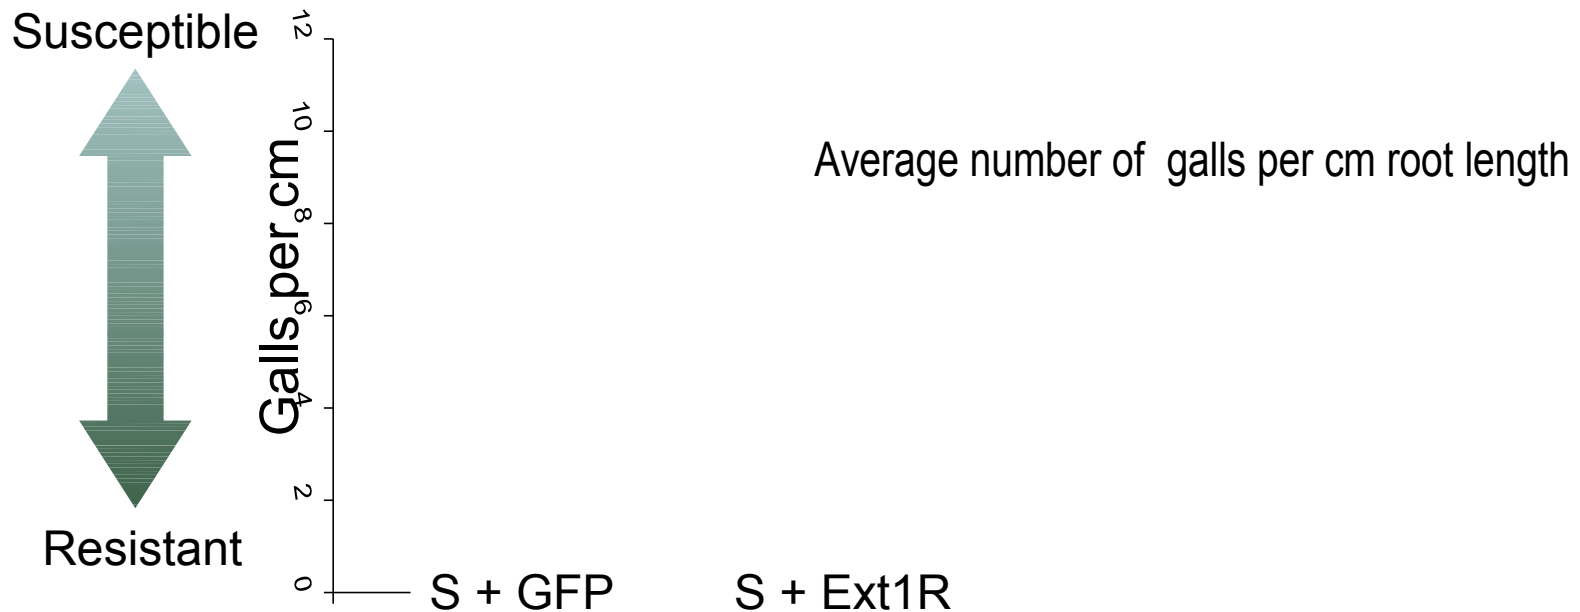 Susceptible
12
10
8
6
4
2
0
Galls per cm
Average number of galls per cm root length
Resistant
S + GFP
S + Ext1R